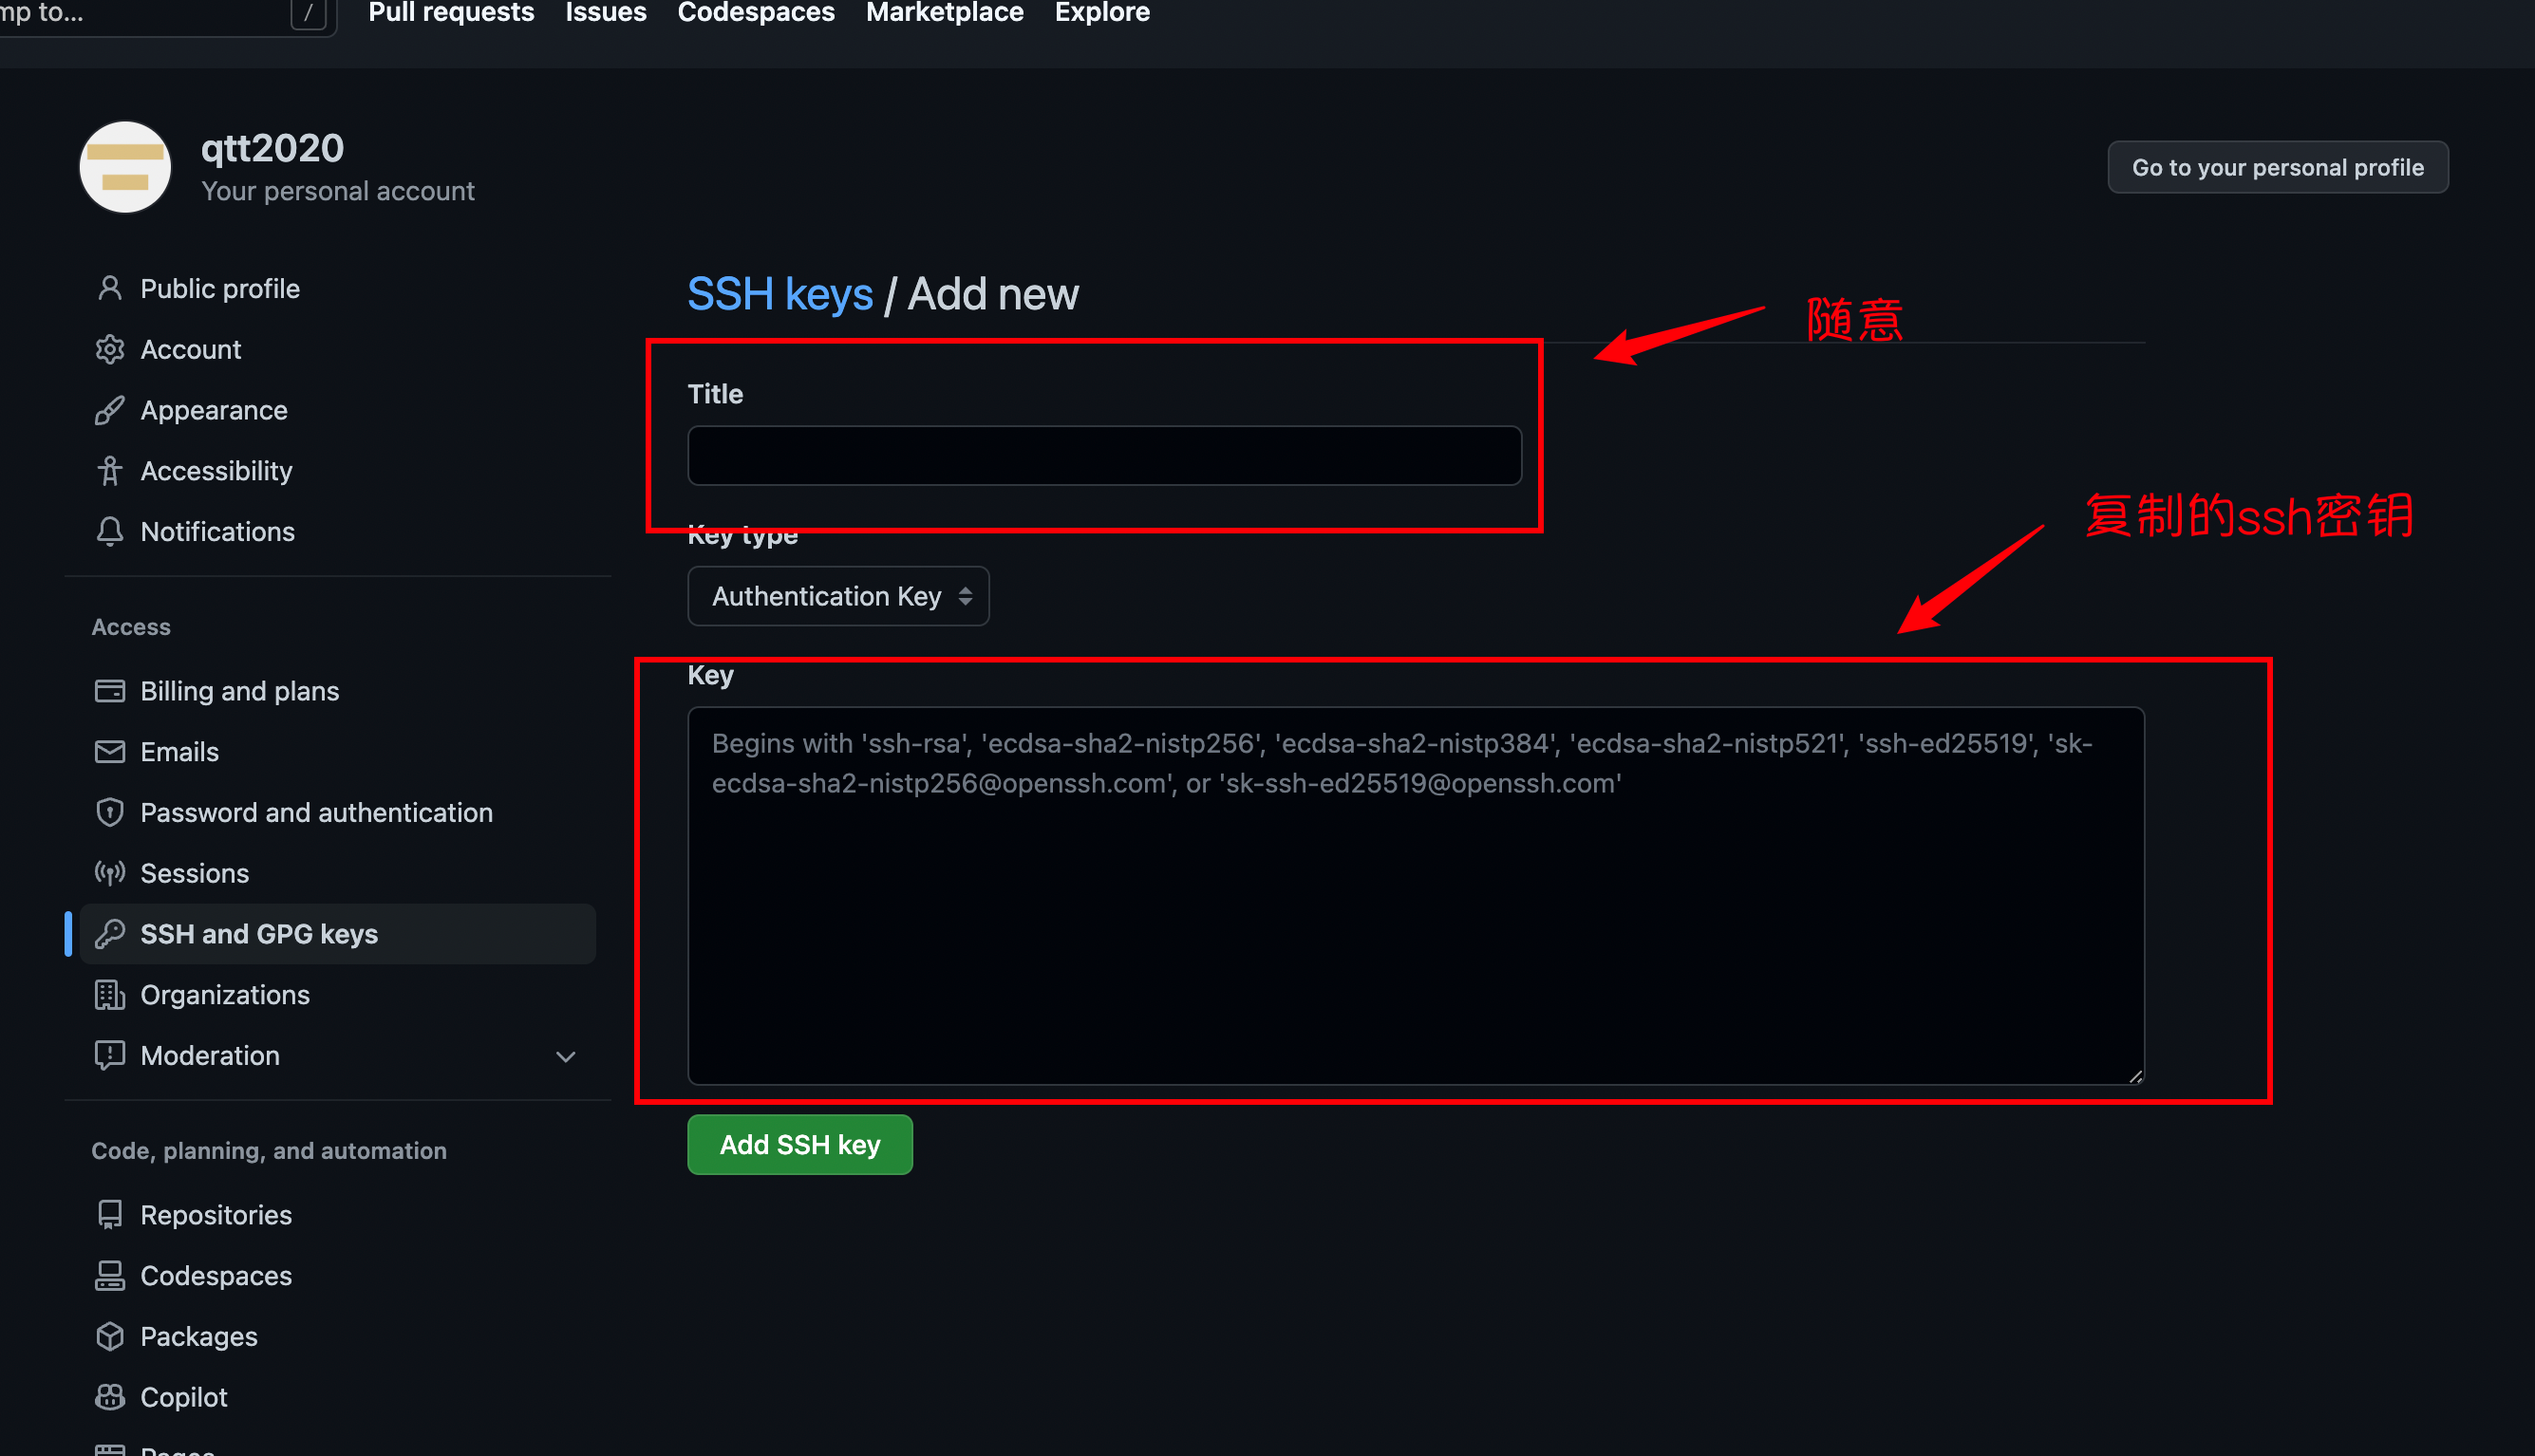 mp to...
/
Pull requests
Issues
Codespaces
Marketplace
Explore
qtt2020
Your personal account
Go to your personal profile
Public profile
Account
Appearance
Accessibility
Notifications
Access
Billing and plans
Emails
Password and authentication
Sessions
SSH and GPG keys
Organizations
Moderation
Code, planning, and automation
Repositories
Codespaces
Packages
Copilot
Pages
SSH keys / Add new
随意
Title
Key type
Authentication Key
复制的ssh密钥
Key
Begins with 'ssh-rsa', 'ecdsa-sha2-nistp256', 'ecdsa-sha2-nistp384', 'ecdsa-sha2-nistp521', 'ssh-ed25519', 'sk-
ecdsa-sha2-nistp256@openssh.com', or 'sk-ssh-ed25519@openssh.com'
Add SSH key